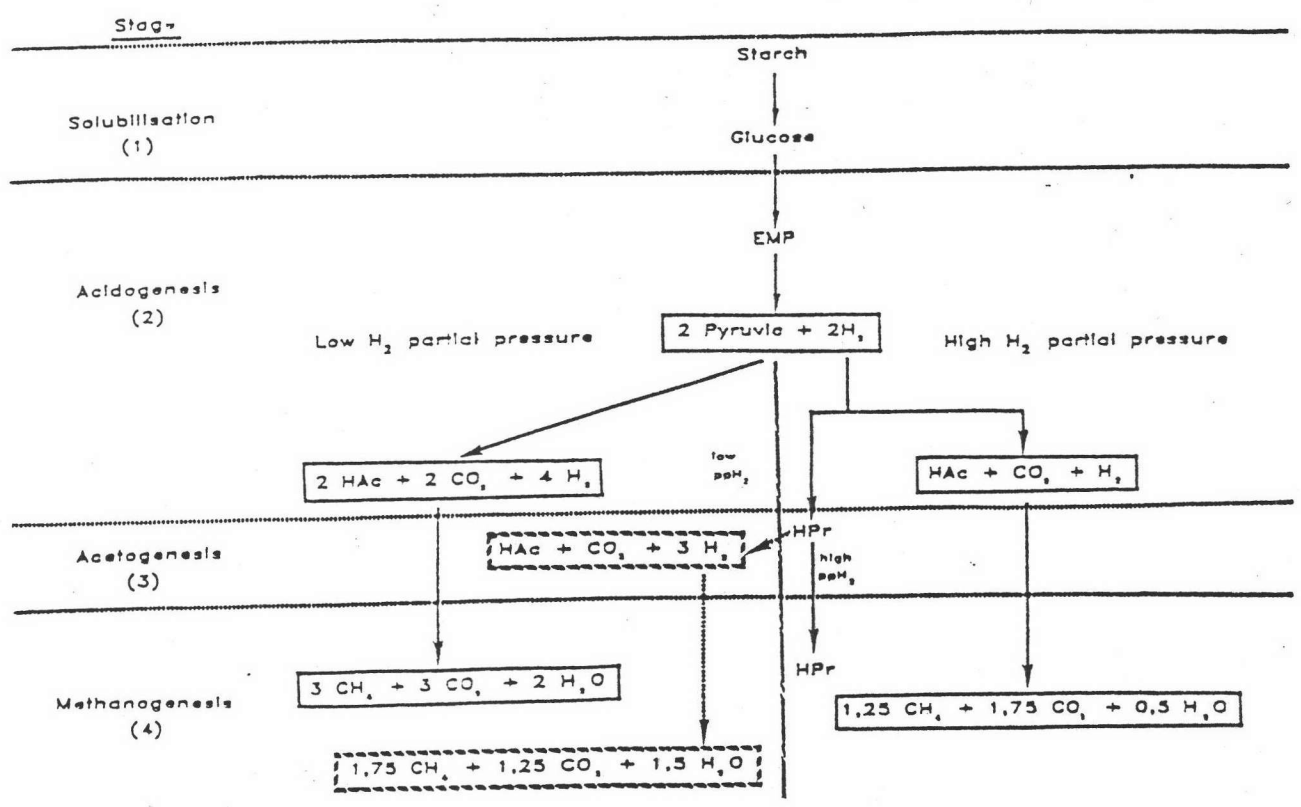 Stage
Starch
Solubilisation
(1)
Glucose
EMP
Acidogenesis
(2)
2 Pyruvic + 2H₂
Low H₂ partial pressure
High H₂ partial pressure
low
ppH₂
2 HAc + 2 CO₂ + 4 H₂
HAc + CO₂ + H₂
Acetogenesis
(3)
HAc + CO₂ + 3 H₂
HPr
high
ppH₂
HPr
Methanogenesis
(4)
3 CH₄ + 3 CO₂ + 2 H₂O
1,25 CH₄ + 1,75 CO₂ + 0,5 H₂O
1,75 CH₄ + 1,25 CO₂ + 1,5 H₂O